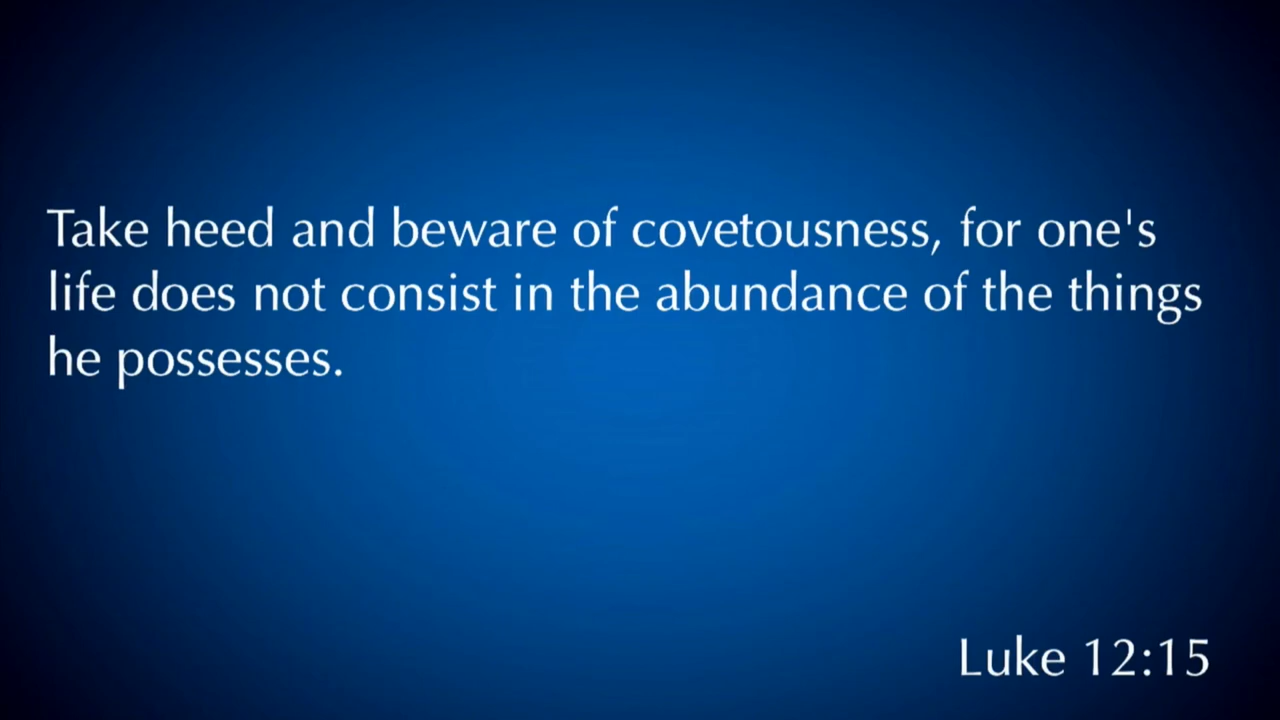 Take heed and beware of covetousness, for one's
life does not consist in the abundance of the things
he possesses.
Luke 12:15